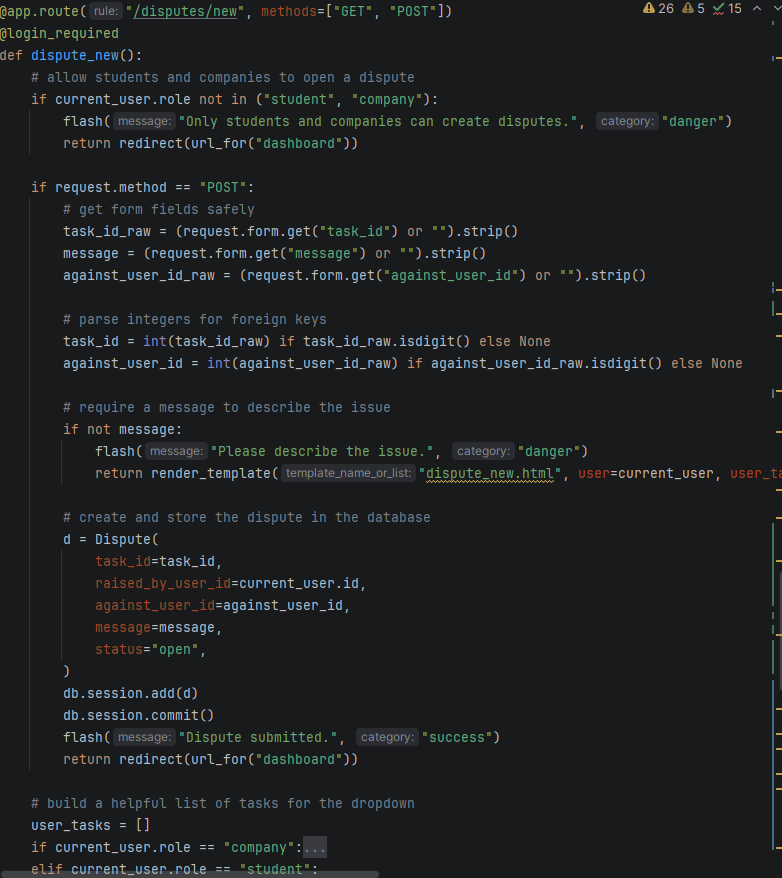 @app.route( rule: "/disputes/new", methods=["GET", "POST"])
26 5 15
@login_required
def dispute_new():
# allow students and companies to open a dispute
if current_user.role not in ("student", "company"):
flash( message: "Only students and companies can create disputes.", category: "danger")
return redirect(url_for("dashboard"))
if request.method == "POST":
# get form fields safely
task_id_raw = (request.form.get("task_id") or "").strip()
message = (request.form.get("message") or "").strip()
against_user_id_raw = (request.form.get("against_user_id") or "").strip()
# parse integers for foreign keys
task_id = int(task_id_raw) if task_id_raw.isdigit() else None
against_user_id = int(against_user_id_raw) if against_user_id_raw.isdigit() else None
# require a message to describe the issue
if not message:
flash( message: "Please describe the issue.", category: "danger")
return render_template( template_name_or_list: "dispute_new.html", user=current_user, user_ta
# create and store the dispute in the database
d = Dispute(
task_id=task_id,
raised_by_user_id=current_user.id,
against_user_id=against_user_id,
message=message,
status="open",
)
db.session.add(d)
db.session.commit()
flash( message: "Dispute submitted.", category: "success")
return redirect(url_for("dashboard"))
# build a helpful list of tasks for the dropdown
user_tasks = []
if current_user.role == "company":...
elif current_user.role == "student":